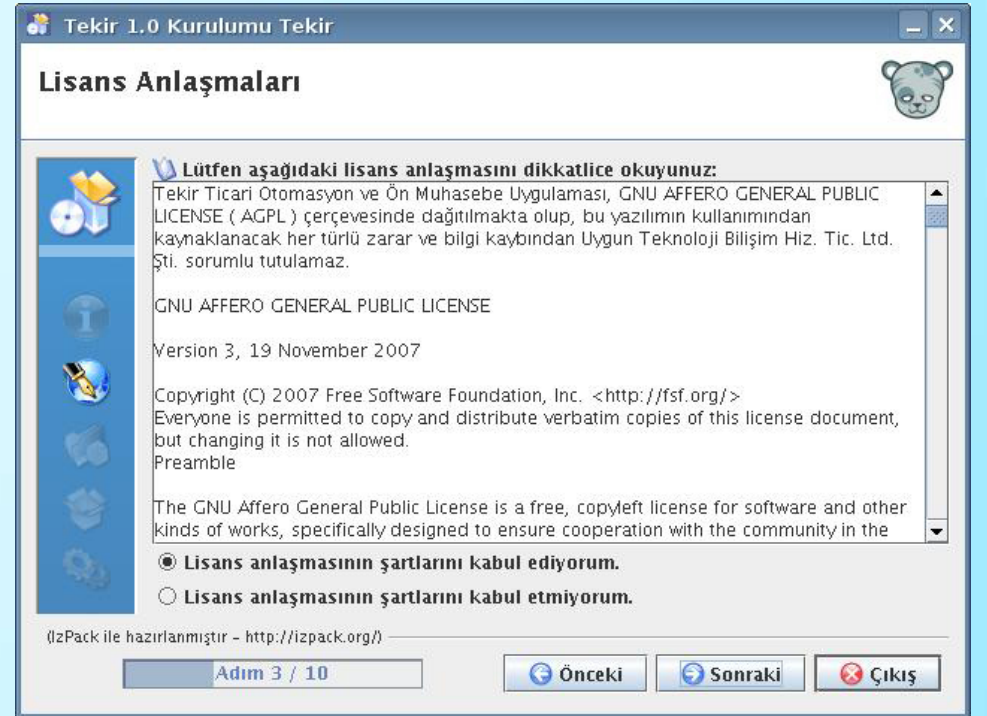 Tekir 1.0 Kurulumu Tekir
Lisans Anlaşmaları
Lütfen aşağıdaki lisans anlaşmasını dikkatlice okuyunuz:
Tekir Ticari Otomasyon ve Ön Muhasebe Uygulaması, GNU AFFERO GENERAL PUBLIC
LICENSE ( AGPL ) çerçevesinde dağıtılmakta olup, bu yazılımın kullanımından
kaynaklanacak her türlü zarar ve bilgi kaybından Uygun Teknoloji Bilişim Hiz. Tic. Ltd.
Şti. sorumlu tutulamaz.
GNU AFFERO GENERAL PUBLIC LICENSE
Version 3, 19 November 2007
Copyright (C) 2007 Free Software Foundation, Inc. <http://fsf.org/>
Everyone is permitted to copy and distribute verbatim copies of this license document,
but changing it is not allowed.
Preamble
The GNU Affero General Public License is a free, copyleft license for software and other
kinds of works, specifically designed to ensure cooperation with the community in the
Lisans anlaşmasının şartlarını kabul ediyorum.
Lisans anlaşmasının şartlarını kabul etmiyorum.
(IzPack ile hazırlanmıştır - http://izpack.org/)
Adım 3 / 10
Önceki
Sonraki
Çıkış